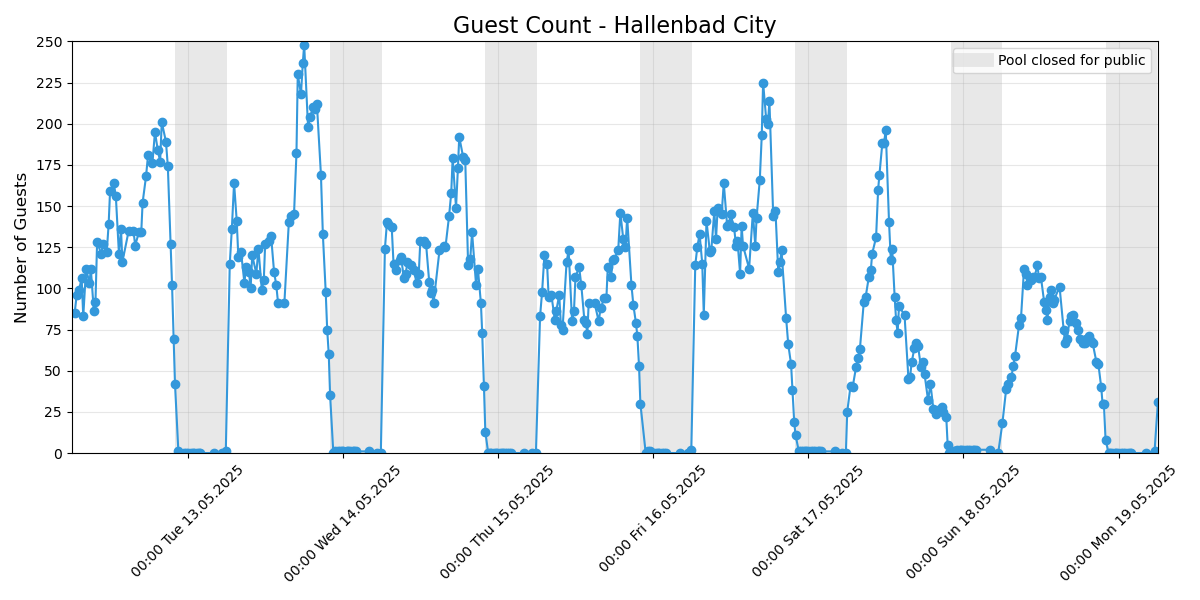 Guest Count - Hallenbad City
Pool closed for public
Number of Guests
250
225
200
175
150
125
100
75
50
25
0
00:00 Tue 13.05.2025
00:00 Wed 14.05.2025
00:00 Thu 15.05.2025
00:00 Fri 16.05.2025
00:00 Sat 17.05.2025
00:00 Sun 18.05.2025
00:00 Mon 19.05.2025